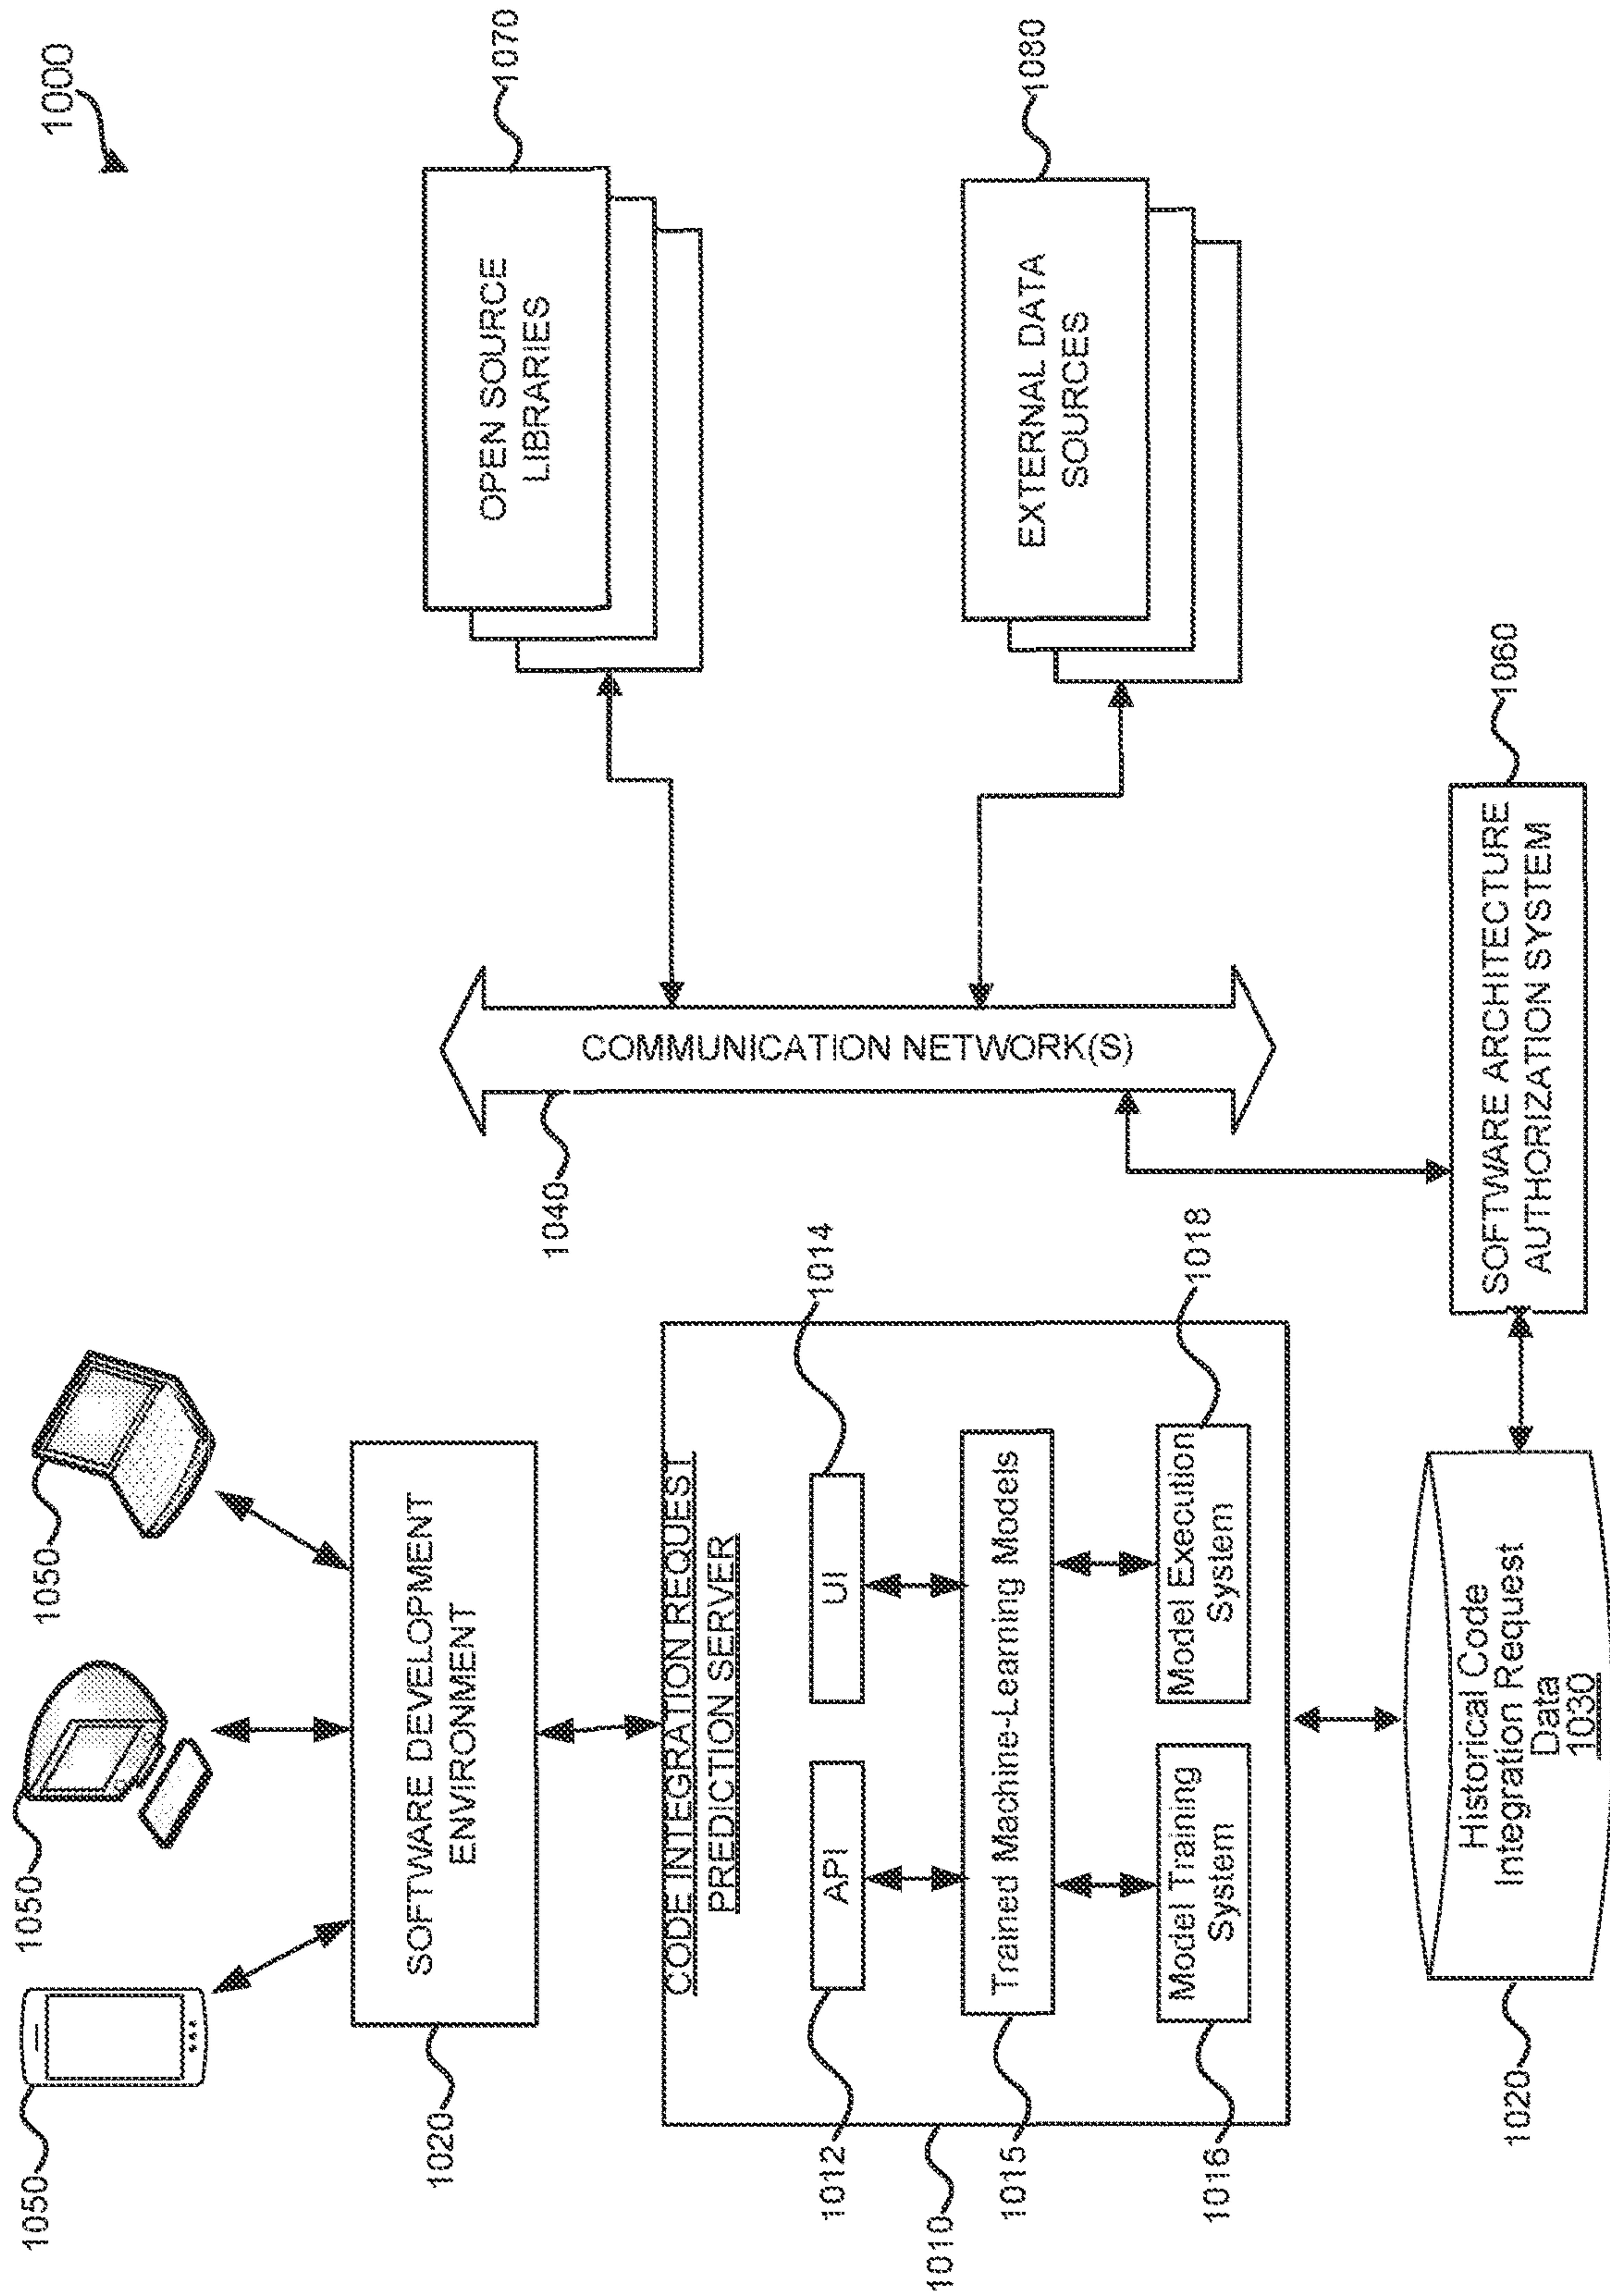 1000
1050
1050
1050
SOFTWARE DEVELOPMENT
ENVIRONMENT
1020
CODE INTEGRATION REQUEST
PREDICTION SERVER
1010
API
1012
UI
1014
Trained Machine-Learning Models
1015
Model Training
System
1016
Model Execution
System
1018
Historical Code
Integration Request
Data
1030
1020
COMMUNICATION NETWORK(S)
1040
OPEN SOURCE
LIBRARIES
1070
EXTERNAL DATA
SOURCES
1080
SOFTWARE ARCHITECTURE
AUTHORIZATION SYSTEM
1060